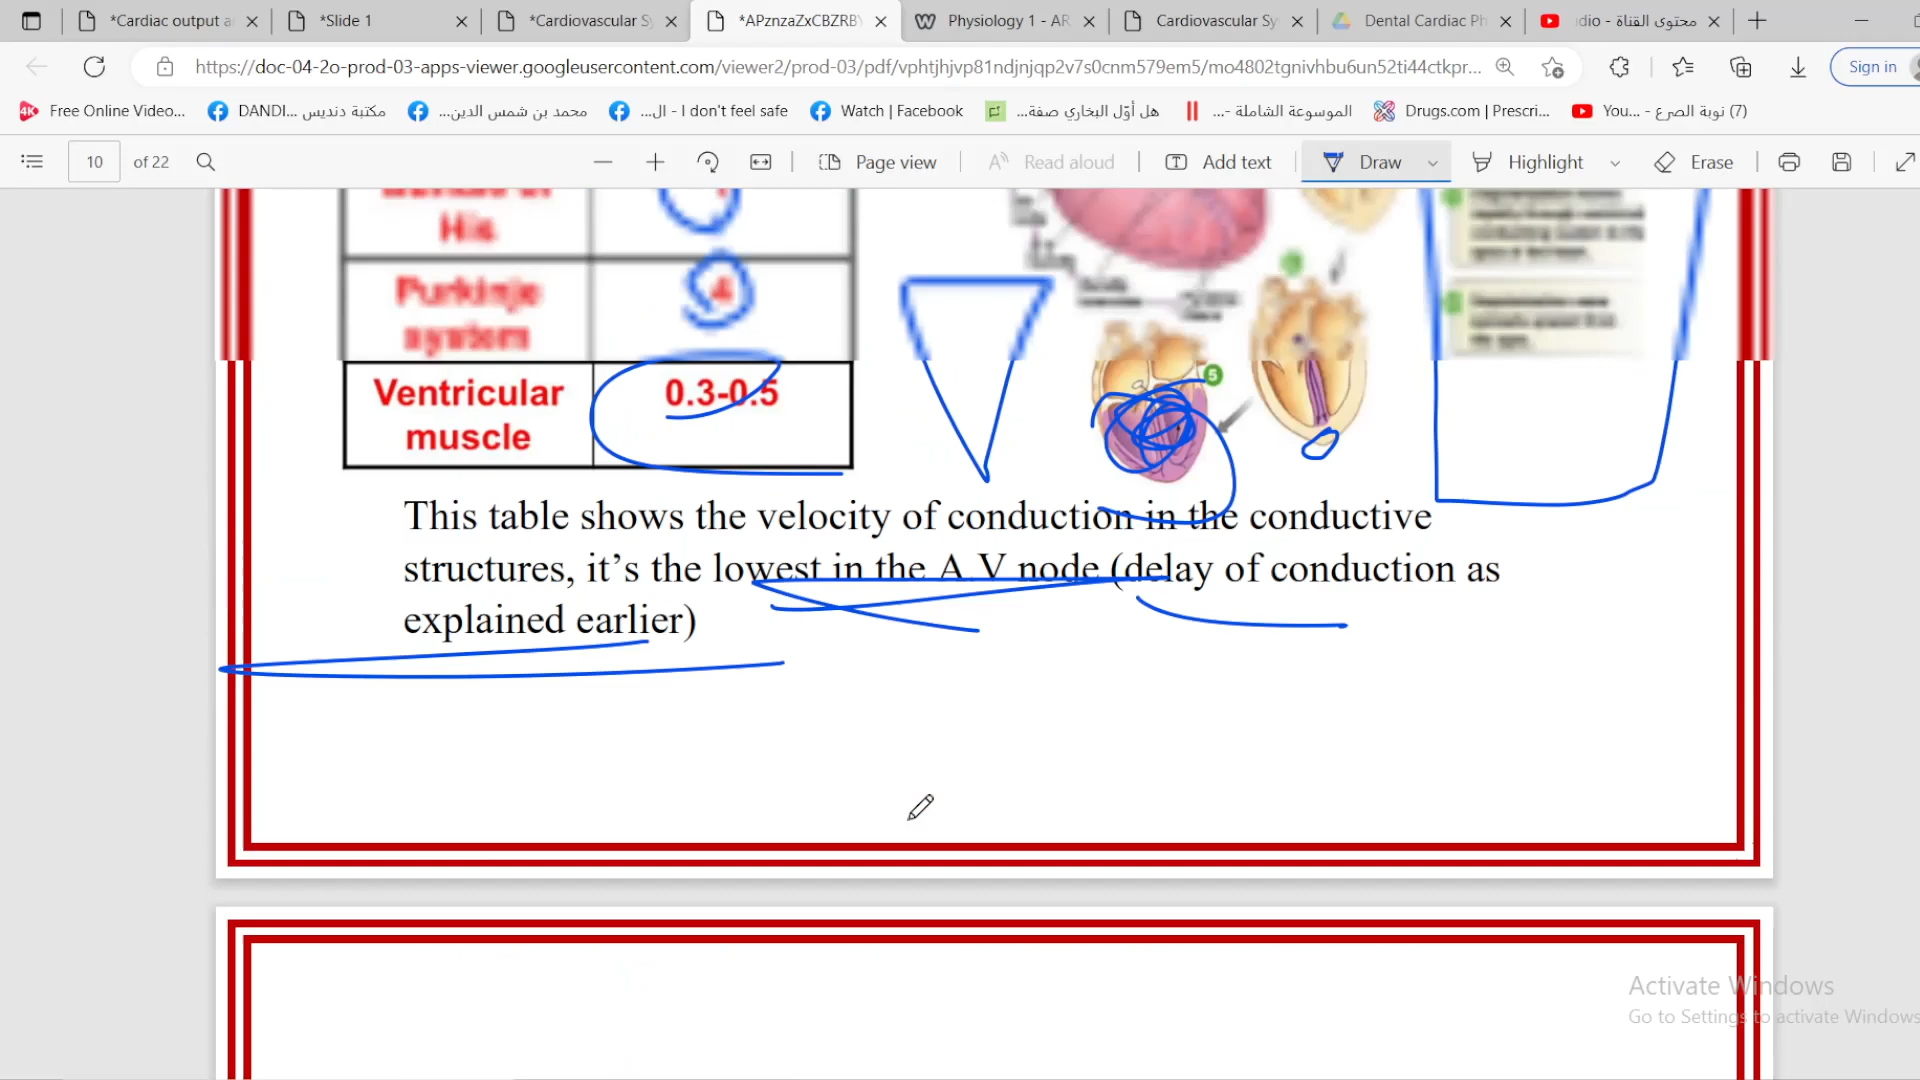 *Cardiac output a
*Slide 1
*Cardiovascular Sy
*APznzaZxCBZRBY
Physiology 1 - AR
Cardiovascular Sy
Dental Cardiac Ph
محتوى القناة - dio
https://doc-04-2o-prod-03-apps-viewer.googleusercontent.com/viewer2/prod-03/pdf/vphtjhjvp81ndjnjqp2v7s0cnm579em5/mo4802tgnivhbu6un52ti44ctkpr...
Sign in
Free Online Video...
مكتبة دنديس ...DANDI
محمد بن شمس الدين...
I don't feel safe - ال...
Watch | Facebook
هل أوّل البخاري صفة...
الموسوعة الشاملة -...
Drugs.com | Prescri...
(7) نوبة الصرع - ...You
10 of 22
Page view
Read aloud
Add text
Draw
Highlight
Erase
His
Purkinje 4
system
Ventricular 0.3-0.5
muscle
5
This table shows the velocity of conduction in the conductive
structures, it’s the lowest in the A.V node (delay of conduction as
explained earlier)
Activate Windows
Go to Settings to activate Windows